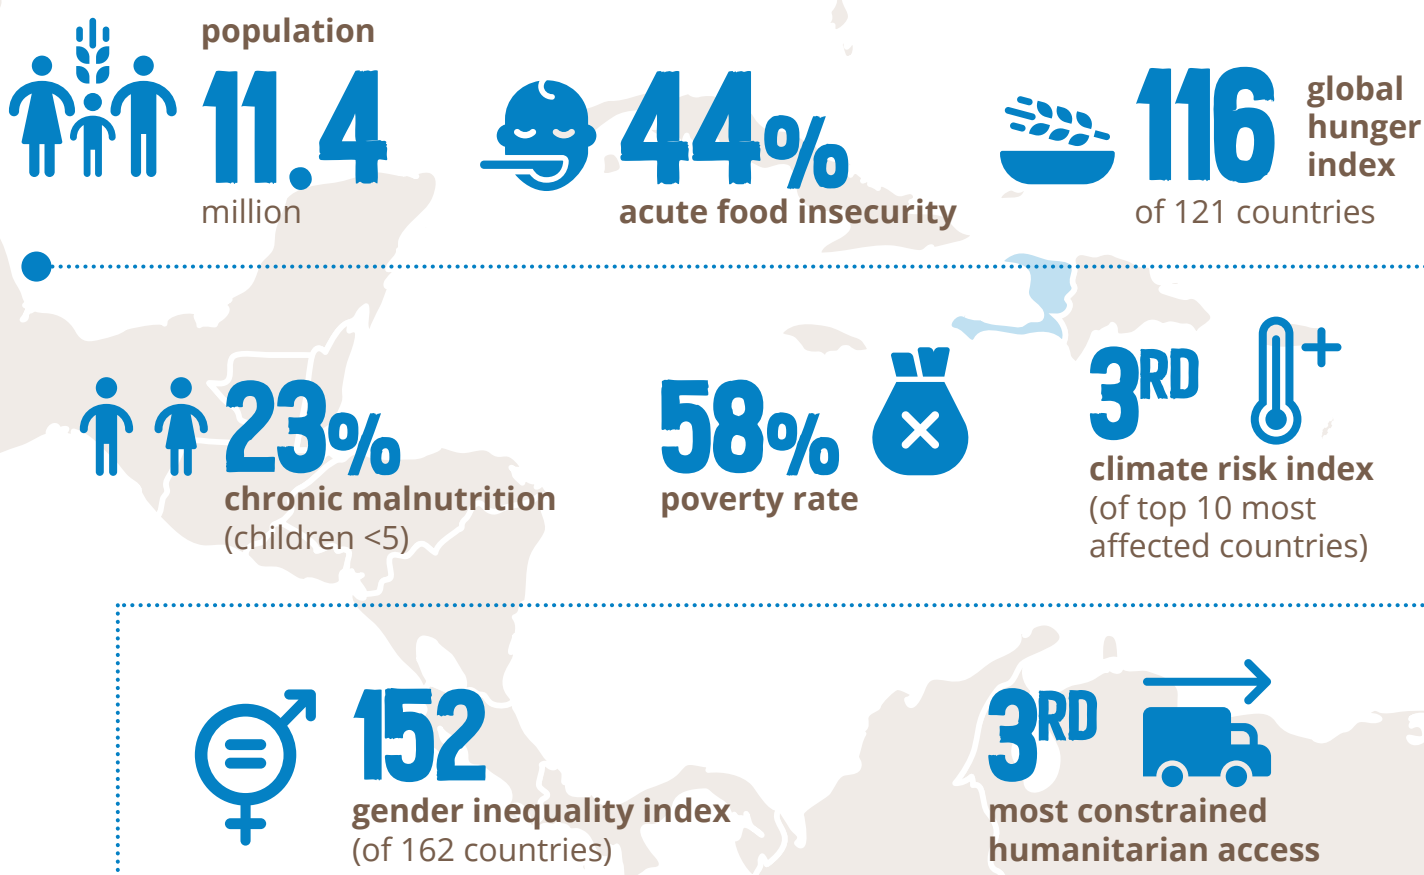 population
11.4
million
44%
acute food insecurity
116
global
hunger
index
of 121 countries
23%
chronic malnutrition
(children <5)
58%
poverty rate
3RD
climate risk index
(of top 10 most
affected countries)
152
gender inequality index
(of 162 countries)
3RD
most constrained
humanitarian access